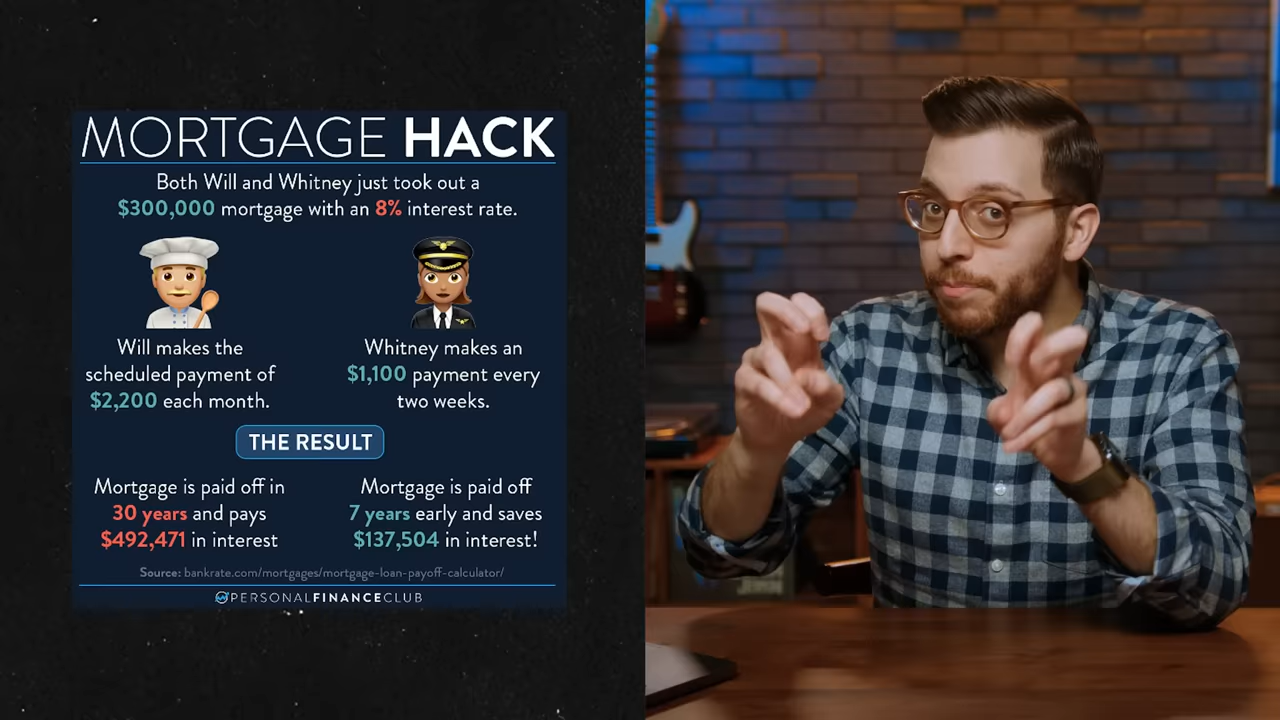 MORTGAGE HACK
Both Will and Whitney just took out a
$300,000 mortgage with an 8% interest rate.
Will makes the
scheduled payment of
$2,200 each month.
Whitney makes an
$1,100 payment every
two weeks.
THE RESULT
Mortgage is paid off in
30 years and pays
$492,471 in interest
Mortgage is paid off
7 years early and saves
$137,504 in interest!
Source: bankrate.com/mortgages/mortgage-loan-payoff-calculator/
PERSONALFINANCECLUB